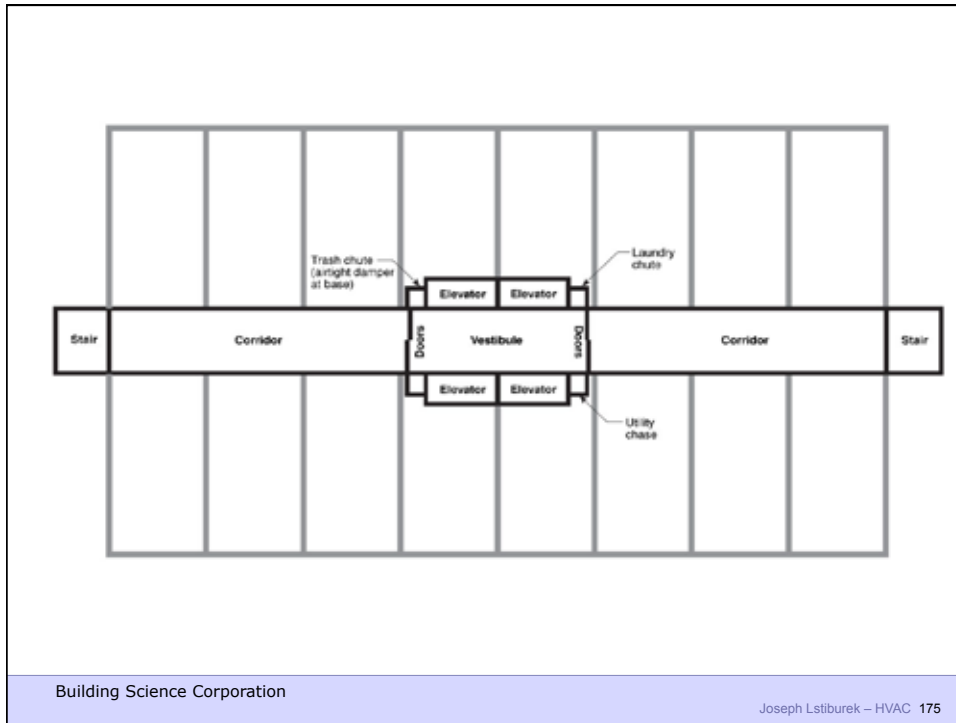 Trash chute
(airtight damper
at base)
Laundry
chute
Elevator Elevator
Stair Corridor Doors Vestibule Doors Corridor Stair
Elevator Elevator
Utility
chase
Building Science Corporation
Joseph Lstiburek – HVAC 175